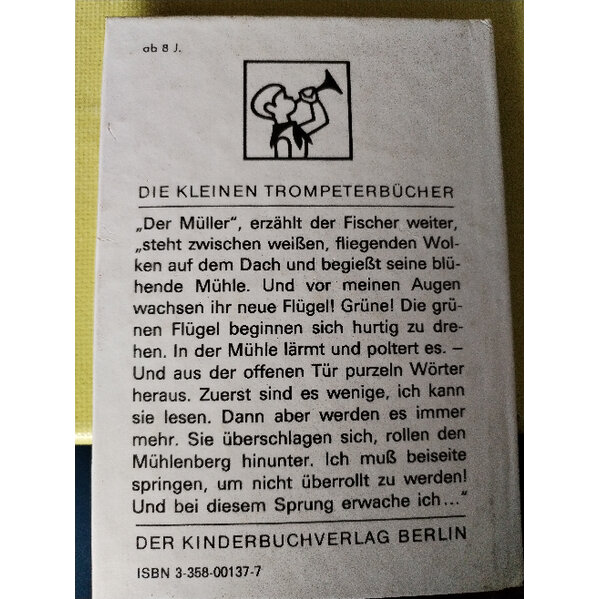 ab 8 J.
DIE KLEINEN TROMPETERBÜCHER
„Der Müller“, erzählt der Fischer weiter,
„steht zwischen weißen, fliegenden Wol-
ken auf dem Dach und begießt seine blü-
hende Mühle. Und vor meinen Augen
wachsen ihr neue Flügel! Grüne! Die grü-
nen Flügel beginnen sich hurtig zu dre-
hen. In der Mühle lärmt und poltert es. –
Und aus der offenen Tür purzeln Wörter
heraus. Zuerst sind es wenige, ich kann
sie lesen. Dann aber werden es immer
mehr. Sie überschlagen sich, rollen den
Mühlenberg hinunter. Ich muß beiseite
springen, um nicht überrollt zu werden!
Und bei diesem Sprung erwache ich ...“
DER KINDERBUCHVERLAG BERLIN
ISBN 3-358-00137-7